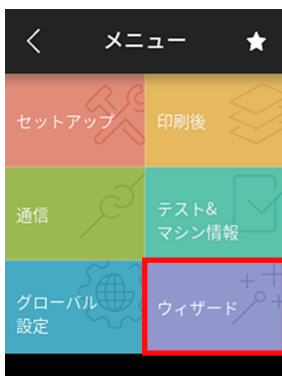 メニュー
セットアップ
印刷後
通信
テスト&
マシン情報
グローバル
設定
ウィザード